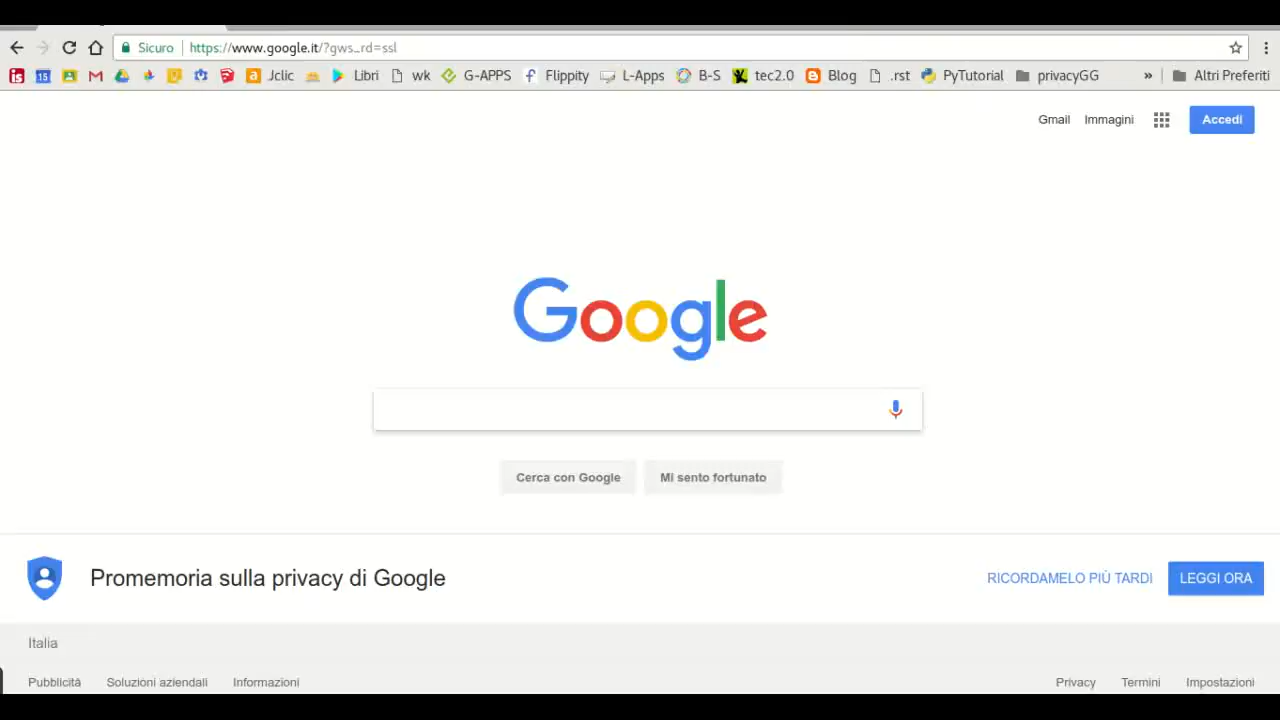 Sicuro https://www.google.it/?gws_rd=ssl
15 Jclic Libri wk G-APPS Flippity L-Apps B-S tec2.0 Blog .rst PyTutorial privacyGG » Altri Preferiti
Gmail Immagini Accedi
Google
Cerca con Google Mi sento fortunato
Promemoria sulla privacy di Google RICORDAMELO PIÙ TARDI LEGGI ORA
Italia
Pubblicità Soluzioni aziendali Informazioni Privacy Termini Impostazioni